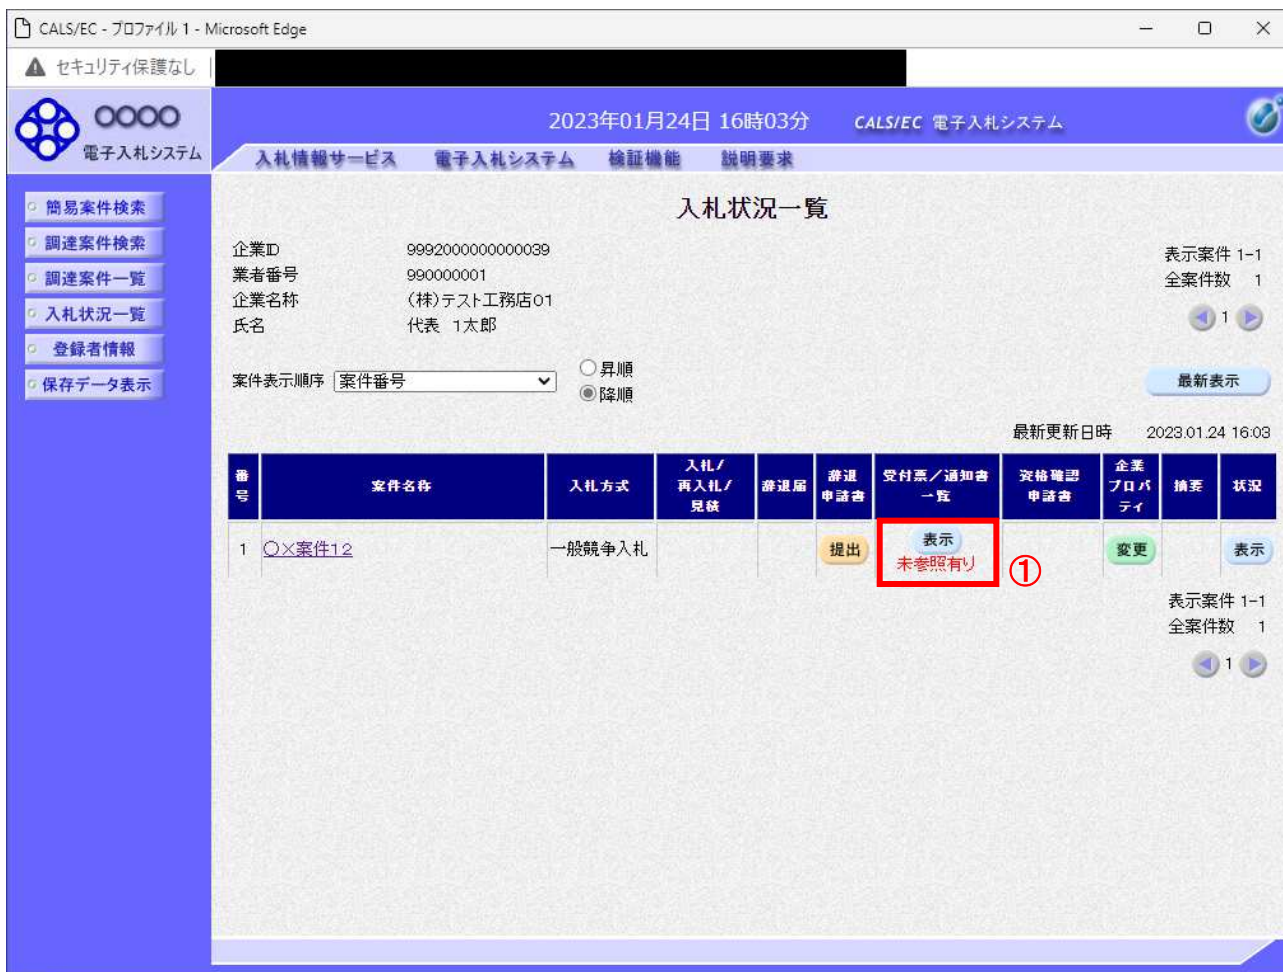 CALS/EC - プロファイル 1 - Microsoft Edge
セキュリティ保護なし
〇〇〇〇
電子入札システム
2023年01月24日 16時03分 CALS/EC 電子入札システム
入札情報サービス 電子入札システム 検証機能 説明要求
簡易案件検索
調達案件検索
調達案件一覧
入札状況一覧
登録者情報
保存データ表示
入札状況一覧
企業ID 9992000000000039
業者番号 990000001
企業名称 (株)テスト工務店01
氏名 代表 1太郎
表示案件 1-1
全案件数 1
1
案件表示順序 案件番号
昇順
降順
最新表示
最新更新日時 2023.01.24 16:03
番号 案件名称 入札方式 入札/再入札/見積 辞退届 辞退申請書 受付票/通知書一覧 資格確認申請書 企業プロパティ 摘要 状況
1 〇×案件12 一般競争入札 提出 表示 未参照有り 変更 表示
①
表示案件 1-1
全案件数 1
1